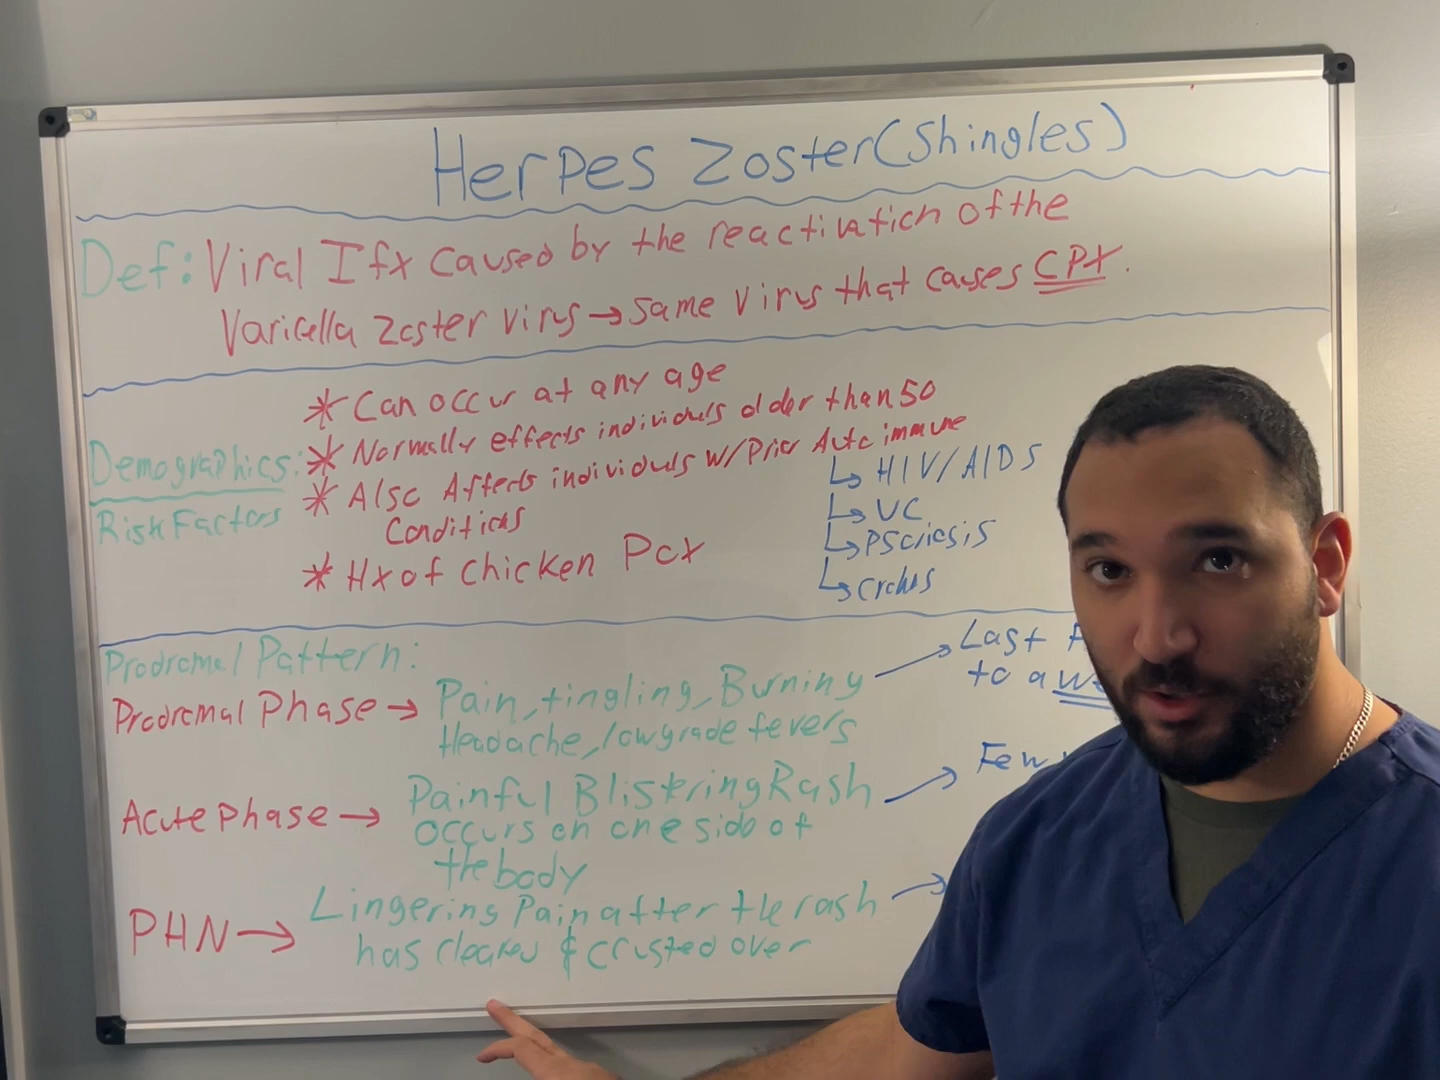 Herpes Zoster (Shingles)
Def: Viral Ifx caused by the reactivation of the
Varicella Zoster virus → same virus that causes CPX.
Demographics:
Risk Factors
* Can occur at any age
* Normally effects individuals older than 50
* Also Affects individuals w/ Prior Autoimmune
Conditions
↳ HIV/AIDS
↳ UC
↳ Psoriasis
↳ Crohns
* Hx of Chicken Pox
Prodromal Pattern:
Prodromal Phase → Pain, tingling, Burning → Last
Headache, low grade fevers to a
Acute Phase → Painful Blistering Rash → Few
occurs on one side of
the body
PHN → Lingering Pain after the rash →
has cleared & crusted over